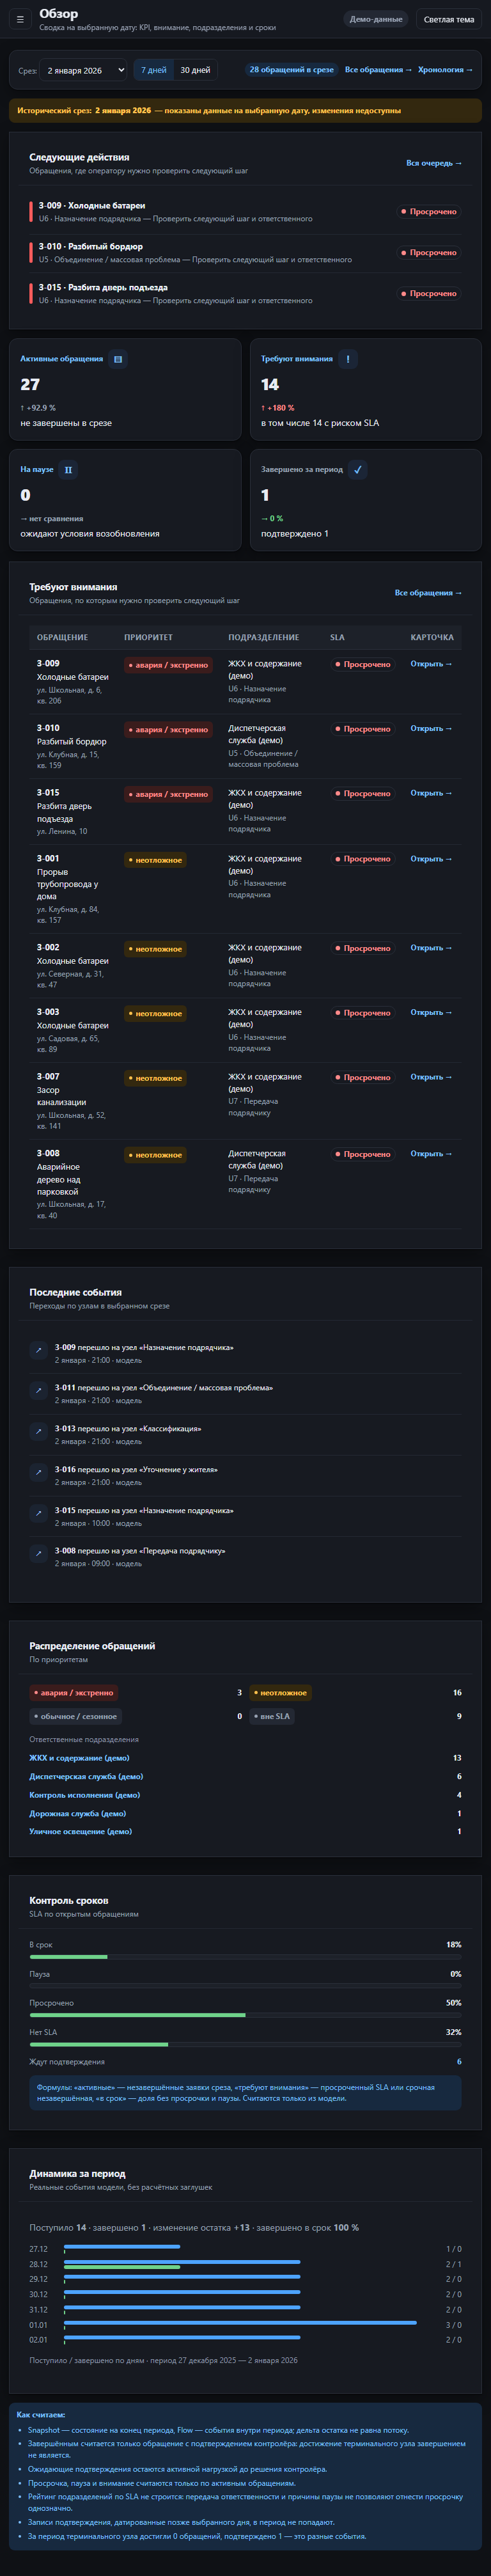 ☰
Обзор
Сводка на выбранную дату: KPI, внимание, подразделения и сроки
Демо-данные
Светлая тема
Срез:
2 января 2026
7 дней
30 дней
28 обращений в срезе
Все обращения →
Хронология →
Исторический срез: 2 января 2026 — показаны данные на выбранную дату, изменения недоступны
Следующие действия
Обращения, где оператору нужно проверить следующий шаг
Вся очередь →
З-009 · Холодные батареи
U6 · Назначение подрядчика — Проверить следующий шаг и ответственного
Просрочено
З-010 · Разбитый бордюр
U5 · Объединение / массовая проблема — Проверить следующий шаг и ответственного
Просрочено
З-015 · Разбита дверь подъезда
U6 · Назначение подрядчика — Проверить следующий шаг и ответственного
Просрочено
Активные обращения
27
↑ +92.9 %
не завершены в срезе
Требуют внимания
!
14
↑ +180 %
в том числе 14 с риском SLA
На паузе
0
→ нет сравнения
ожидают условия возобновления
Завершено за период
✓
1
→ 0 %
подтверждено 1
Требуют внимания
Обращения, по которым нужно проверить следующий шаг
Все обращения →
ОБРАЩЕНИЕ ПРИОРИТЕТ ПОДРАЗДЕЛЕНИЕ SLA КАРТОЧКА
З-009
Холодные батареи
ул. Школьная, д. 6,
кв. 206
авария / экстренно
ЖКХ и содержание
(демо)
U6 · Назначение
подрядчика
Просрочено
Открыть →
З-010
Разбитый бордюр
ул. Клубная, д. 15,
кв. 159
авария / экстренно
Диспетчерская
служба (демо)
U5 · Объединение /
массовая проблема
Просрочено
Открыть →
З-015
Разбита дверь
подъезда
ул. Ленина, 10
авария / экстренно
ЖКХ и содержание
(демо)
U6 · Назначение
подрядчика
Просрочено
Открыть →
З-001
Прорыв
трубопровода у
дома
ул. Клубная, д. 84,
кв. 157
неотложное
ЖКХ и содержание
(демо)
U6 · Назначение
подрядчика
Просрочено
Открыть →
З-002
Холодные батареи
ул. Северная, д. 31,
кв. 47
неотложное
ЖКХ и содержание
(демо)
U6 · Назначение
подрядчика
Просрочено
Открыть →
З-003
Холодные батареи
ул. Садовая, д. 65,
кв. 89
неотложное
ЖКХ и содержание
(демо)
U6 · Назначение
подрядчика
Просрочено
Открыть →
З-007
Засор
канализации
ул. Школьная, д. 52,
кв. 141
неотложное
ЖКХ и содержание
(демо)
U7 · Передача
подрядчику
Просрочено
Открыть →
З-008
Аварийное
дерево над
парковкой
ул. Школьная, д. 17,
кв. 40
неотложное
Диспетчерская
служба (демо)
U7 · Передача
подрядчику
Просрочено
Открыть →
Последние события
Переходы по узлам в выбранном срезе
↗
З-009 перешло на узел «Назначение подрядчика»
2 января · 21:00 · модель
↗
З-011 перешло на узел «Объединение / массовая проблема»
2 января · 21:00 · модель
↗
З-013 перешло на узел «Классификация»
2 января · 21:00 · модель
↗
З-016 перешло на узел «Уточнение у жителя»
2 января · 21:00 · модель
↗
З-015 перешло на узел «Назначение подрядчика»
2 января · 10:00 · модель
↗
З-008 перешло на узел «Передача подрядчику»
2 января · 09:00 · модель
Распределение обращений
По приоритетам
авария / экстренно 3
неотложное 16
обычное / сезонное 0
вне SLA 9
Ответственные подразделения
ЖКХ и содержание (демо) 13
Диспетчерская служба (демо) 6
Контроль исполнения (демо) 4
Дорожная служба (демо) 1
Уличное освещение (демо) 1
Контроль сроков
SLA по открытым обращениям
В срок 18%
Пауза 0%
Просрочено 50%
Нет SLA 32%
Ждут подтверждения 6
Формулы: «активные» — незавершённые заявки среза, «требуют внимания» — просроченный SLA или срочная
незавершённая, «в срок» — доля без просрочки и паузы. Считаются только из модели.
Динамика за период
Реальные события модели, без расчётных заглушек
Поступило 14 · завершено 1 · изменение остатка +13 · завершено в срок 100 %
27.12 1 / 0
28.12 2 / 1
29.12 2 / 0
30.12 2 / 0
31.12 2 / 0
01.01 3 / 0
02.01 2 / 0
Поступило / завершено по дням · период 27 декабря 2025 — 2 января 2026
Как считаем:
• Snapshot — состояние на конец периода, Flow — события внутри периода; дельта остатка не равна потоку.
• Завершённым считается только обращение с подтверждением контролёра: достижение терминального узла завершением
не является.
• Ожидающие подтверждения остаются активной нагрузкой до решения контролёра.
• Просрочка, пауза и внимание считаются только по активным обращениям.
• Рейтинг подразделений по SLA не строится: передача ответственности и причины паузы не позволяют отнести просрочку
однозначно.
• Записи подтверждения, датированные позже выбранного дня, в период не попадают.
• За период терминального узла достигли 0 обращений, подтверждено 1 — это разные события.